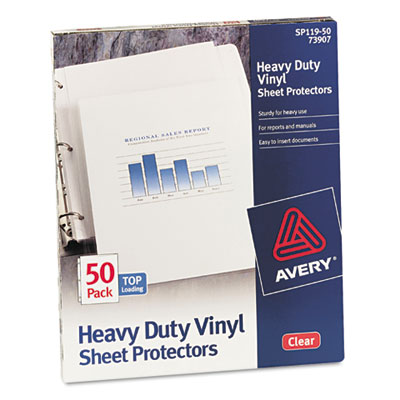 SP119-50
73907
Heavy Duty
Vinyl
Sheet Protectors
Sturdy for heavy use
For reports and manuals
Easy to insert documents
REGIONAL SALES REPORT
50
Pack
TOP
Loading
AVERY
Heavy Duty Vinyl
Sheet Protectors
Clear